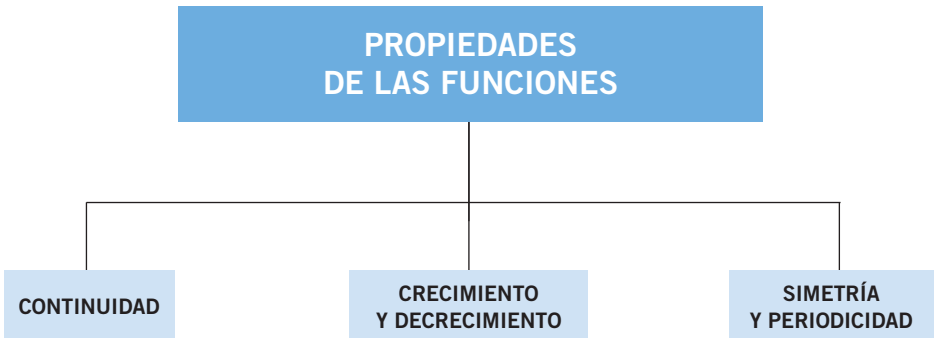 PROPIEDADES
DE LAS FUNCIONES
CONTINUIDAD
CRECIMIENTO
Y DECRECIMIENTO
SIMETRÍA
Y PERIODICIDAD